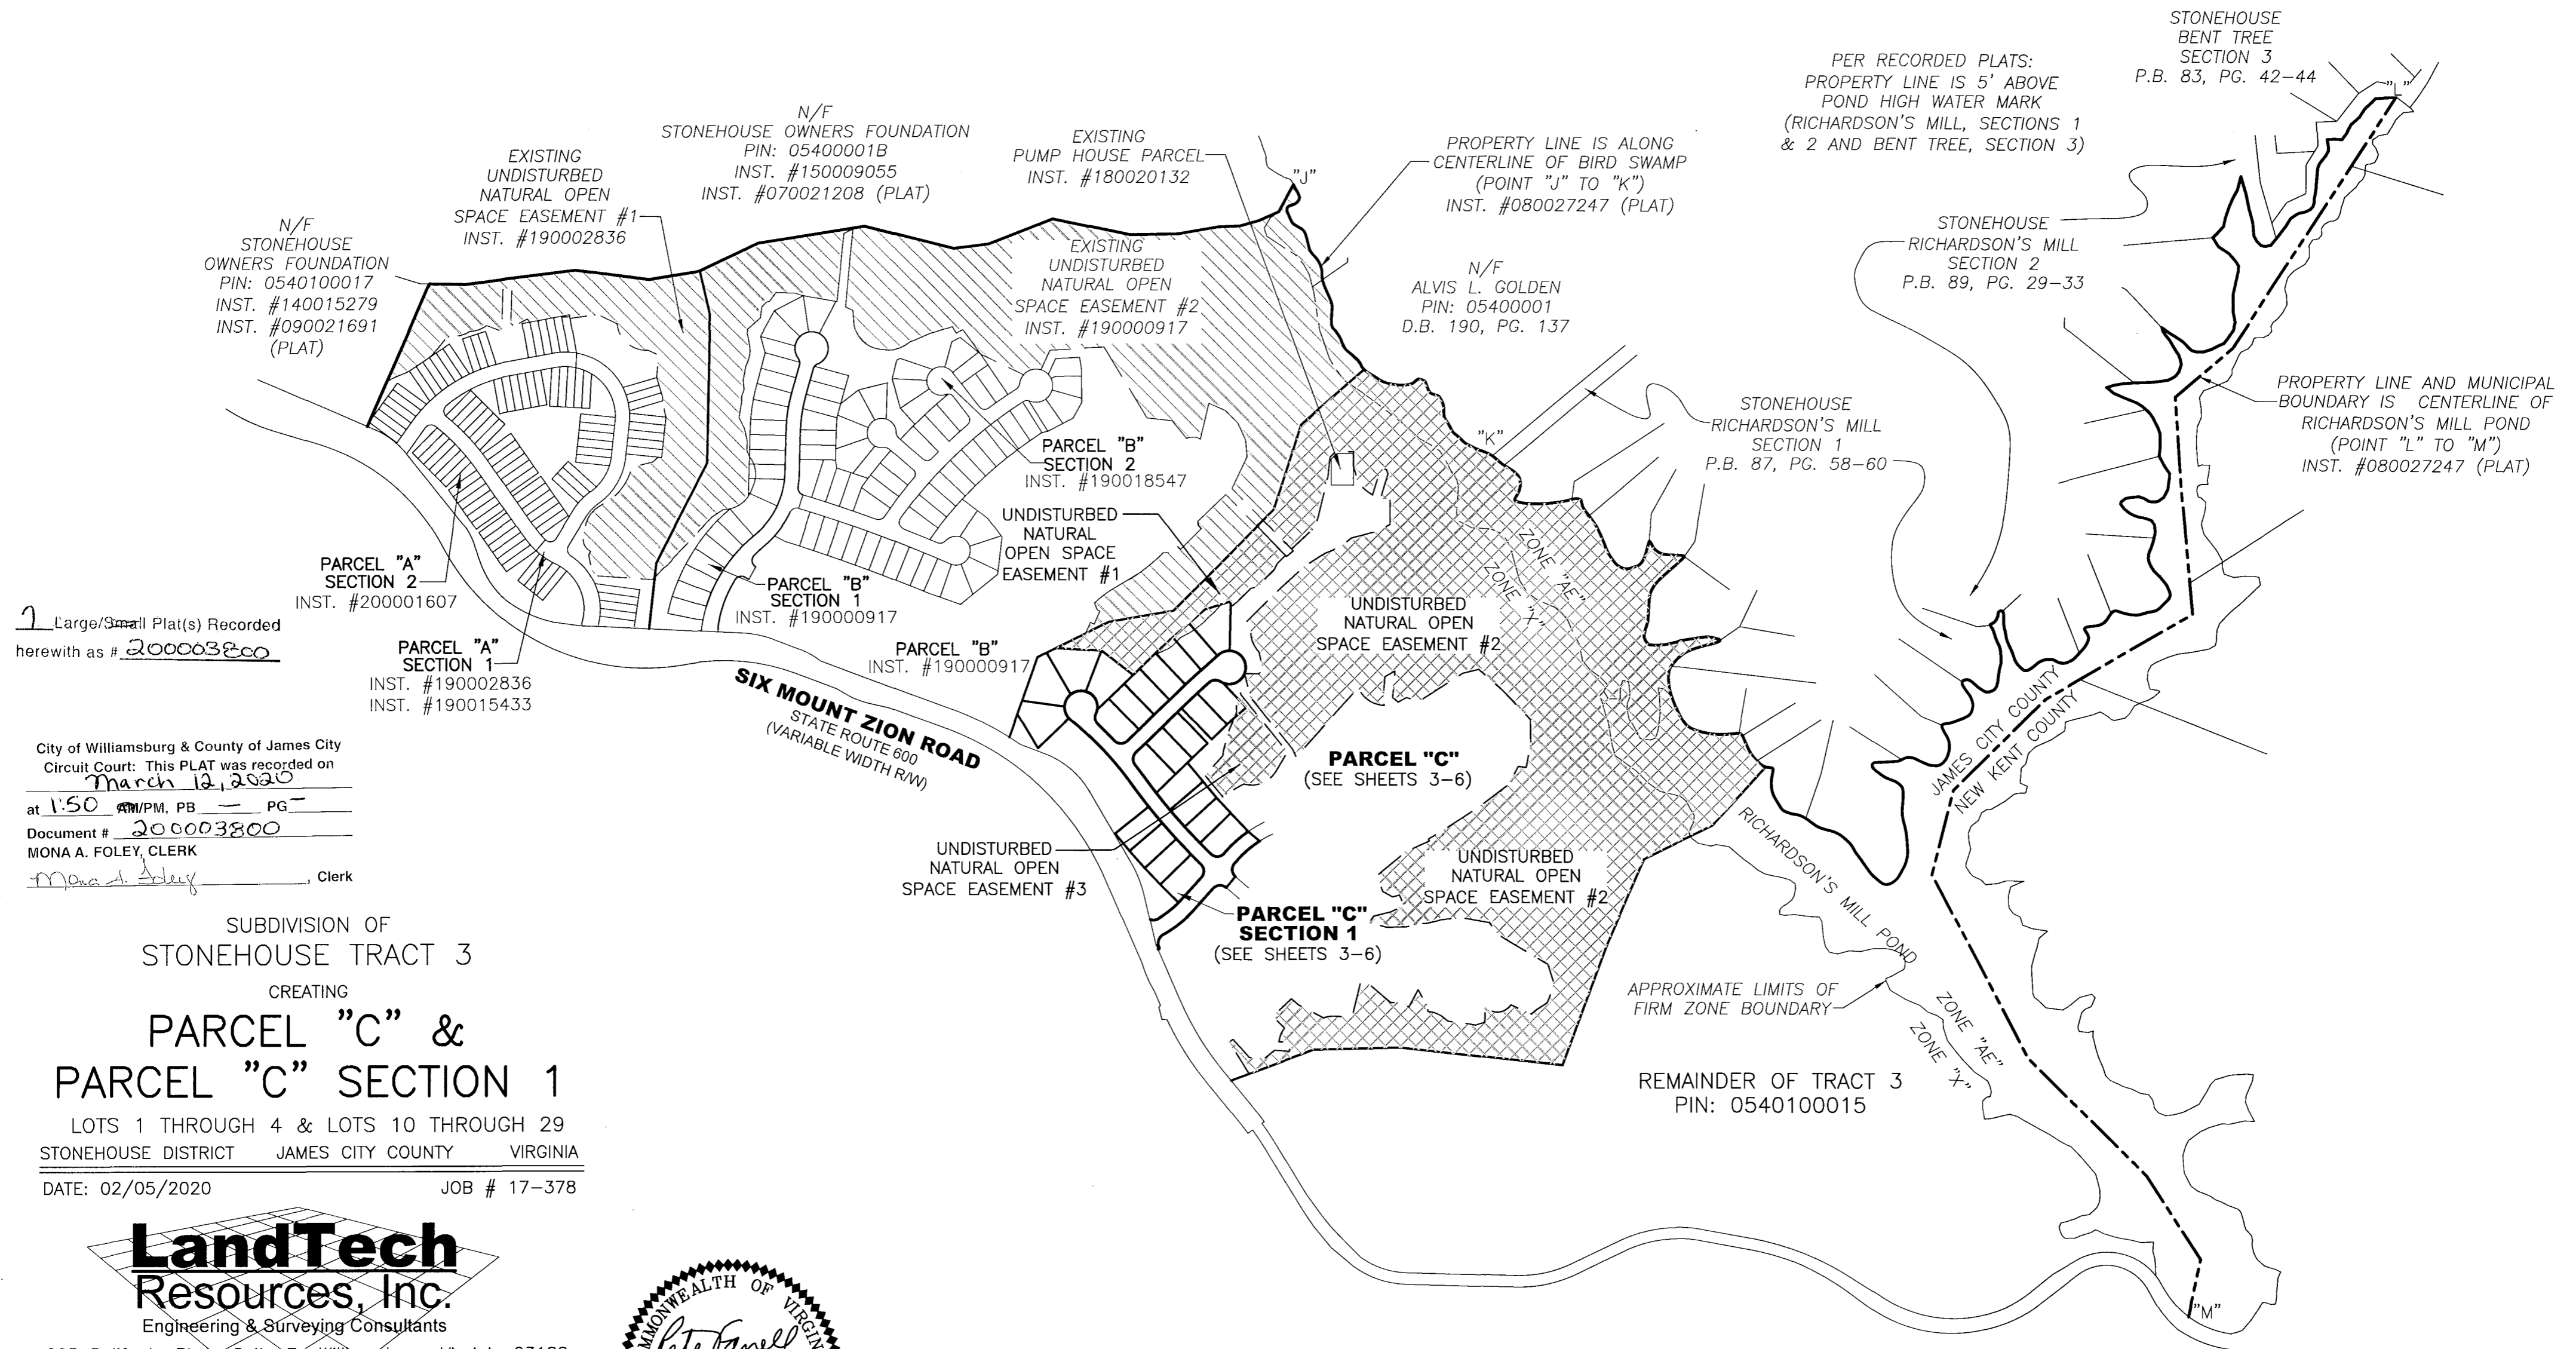 STONEHOUSE
BENT TREE
SECTION 3
P.B. 83, PG. 42-44
PER RECORDED PLATS:
PROPERTY LINE IS 5' ABOVE
POND HIGH WATER MARK
(RICHARDSON'S MILL, SECTIONS 1
& 2 AND BENT TREE, SECTION 3)
"L"
N/F
STONEHOUSE OWNERS FOUNDATION
PIN: 05400001B
INST. #150009055
INST. #070021208 (PLAT)
EXISTING
PUMP HOUSE PARCEL
INST. #180020132
PROPERTY LINE IS ALONG
CENTERLINE OF BIRD SWAMP
(POINT "J" TO "K")
INST. #080027247 (PLAT)
"J"
EXISTING
UNDISTURBED
NATURAL OPEN
SPACE EASEMENT #1
INST. #190002836
N/F
STONEHOUSE
OWNERS FOUNDATION
PIN: 0540100017
INST. #140015279
INST. #090021691
(PLAT)
EXISTING
UNDISTURBED
NATURAL OPEN
SPACE EASEMENT #2
INST. #190000917
N/F
ALVIS L. GOLDEN
PIN: 05400001
D.B. 190, PG. 137
STONEHOUSE
RICHARDSON'S MILL
SECTION 2
P.B. 89, PG. 29-33
STONEHOUSE
RICHARDSON'S MILL
SECTION 1
P.B. 87, PG. 58-60
PROPERTY LINE AND MUNICIPAL
BOUNDARY IS CENTERLINE OF
RICHARDSON'S MILL POND
(POINT "L" TO "M")
INST. #080027247 (PLAT)
"K"
PARCEL "B"
SECTION 2
INST. #190018547
UNDISTURBED
NATURAL
OPEN SPACE
EASEMENT #1
ZONE "AE"
ZONE "X"
PARCEL "A"
SECTION 2
INST. #200001607
PARCEL "B"
SECTION 1
INST. #190000917
UNDISTURBED
NATURAL OPEN
SPACE EASEMENT #2
PARCEL "A"
SECTION 1
INST. #190002836
INST. #190015433
PARCEL "B"
INST. #190000917
SIX MOUNT ZION ROAD
STATE ROUTE 600
(VARIABLE WIDTH R/W)
JAMES CITY COUNTY
NEW KENT COUNTY
PARCEL "C"
(SEE SHEETS 3-6)
RICHARDSON'S MILL POND
UNDISTURBED
NATURAL OPEN
SPACE EASEMENT #3
UNDISTURBED
NATURAL OPEN
SPACE EASEMENT #2
PARCEL "C"
SECTION 1
(SEE SHEETS 3-6)
APPROXIMATE LIMITS OF
FIRM ZONE BOUNDARY
ZONE "AE"
ZONE "X"
REMAINDER OF TRACT 3
PIN: 0540100015
"M"
1 Large/Small Plat(s) Recorded
herewith as # 200003800
City of Williamsburg & County of James City
Circuit Court: This PLAT was recorded on
March 12, 2020
at 1:50 AM/PM, PB — PG —
Document # 200003800
MONA A. FOLEY, CLERK
Mona A. Foley, Clerk
SUBDIVISION OF
STONEHOUSE TRACT 3
CREATING
PARCEL "C" &
PARCEL "C" SECTION 1
LOTS 1 THROUGH 4 & LOTS 10 THROUGH 29
STONEHOUSE DISTRICT JAMES CITY COUNTY VIRGINIA
DATE: 02/05/2020 JOB # 17-378
LandTech
Resources, Inc.
Engineering & Surveying Consultants
OF VIRGIN